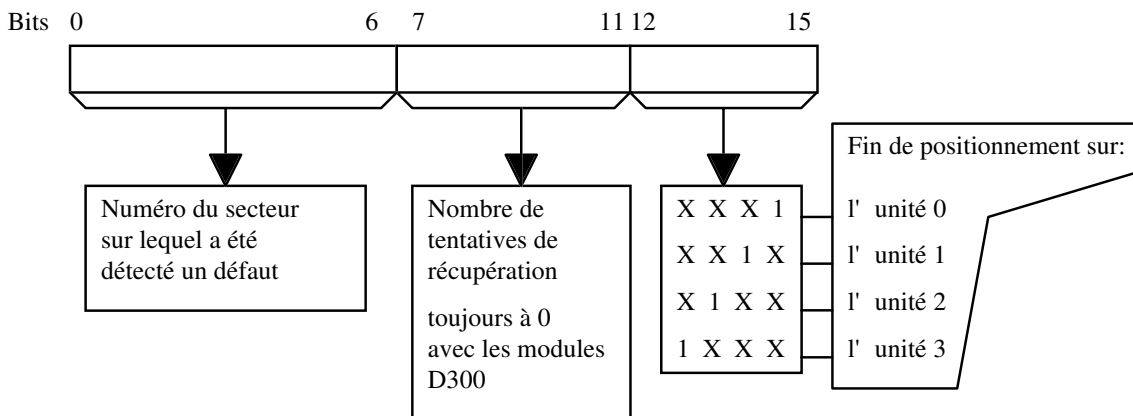 Bits 0 6 7 11 12 15
Numéro du secteur
sur lequel a été
détecté un défaut
Nombre de
tentatives de
récupération
toujours à 0
avec les modules
D300
X X X 1
X X 1 X
X 1 X X
1 X X X
Fin de positionnement sur:
l' unité 0
l' unité 1
l' unité 2
l' unité 3